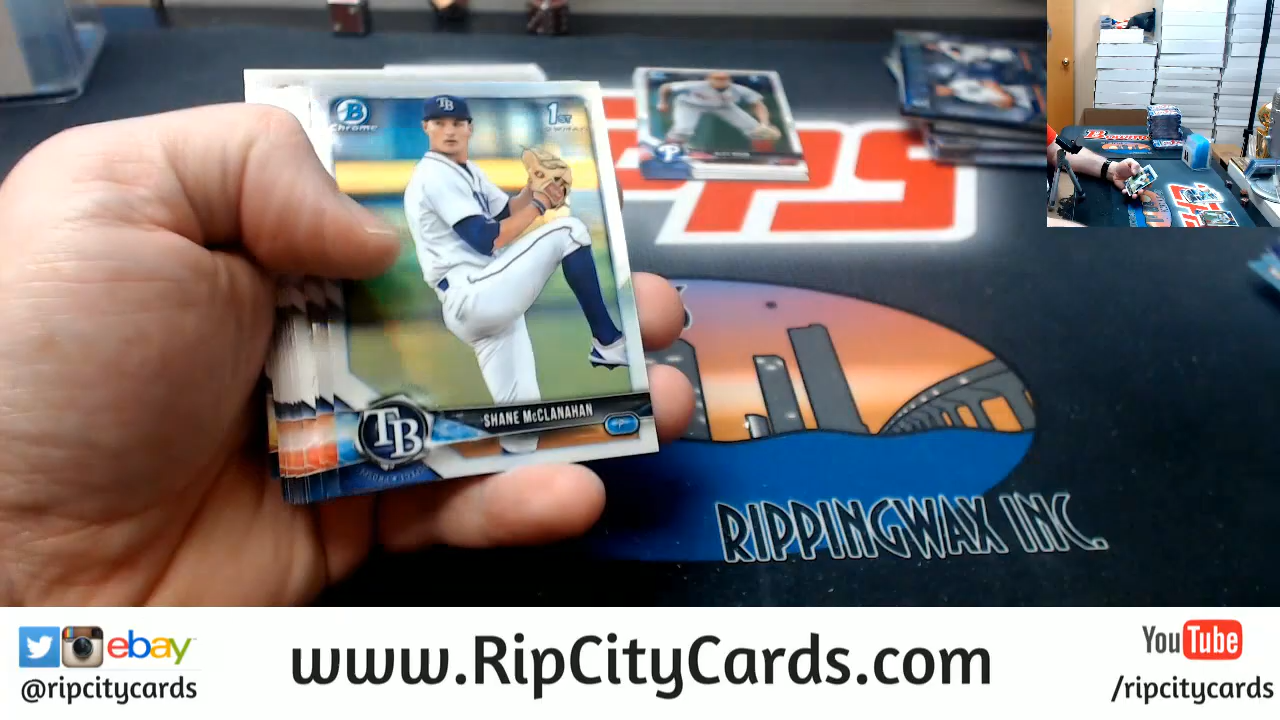 TB
B
Chrome
1ST
BOWMAN
SHANE McCLANAHAN
P
TB
P
RIPPINGWAX INC.
ebay
@ripcitycards
www.RipCityCards.com
YouTube
/ripcitycards